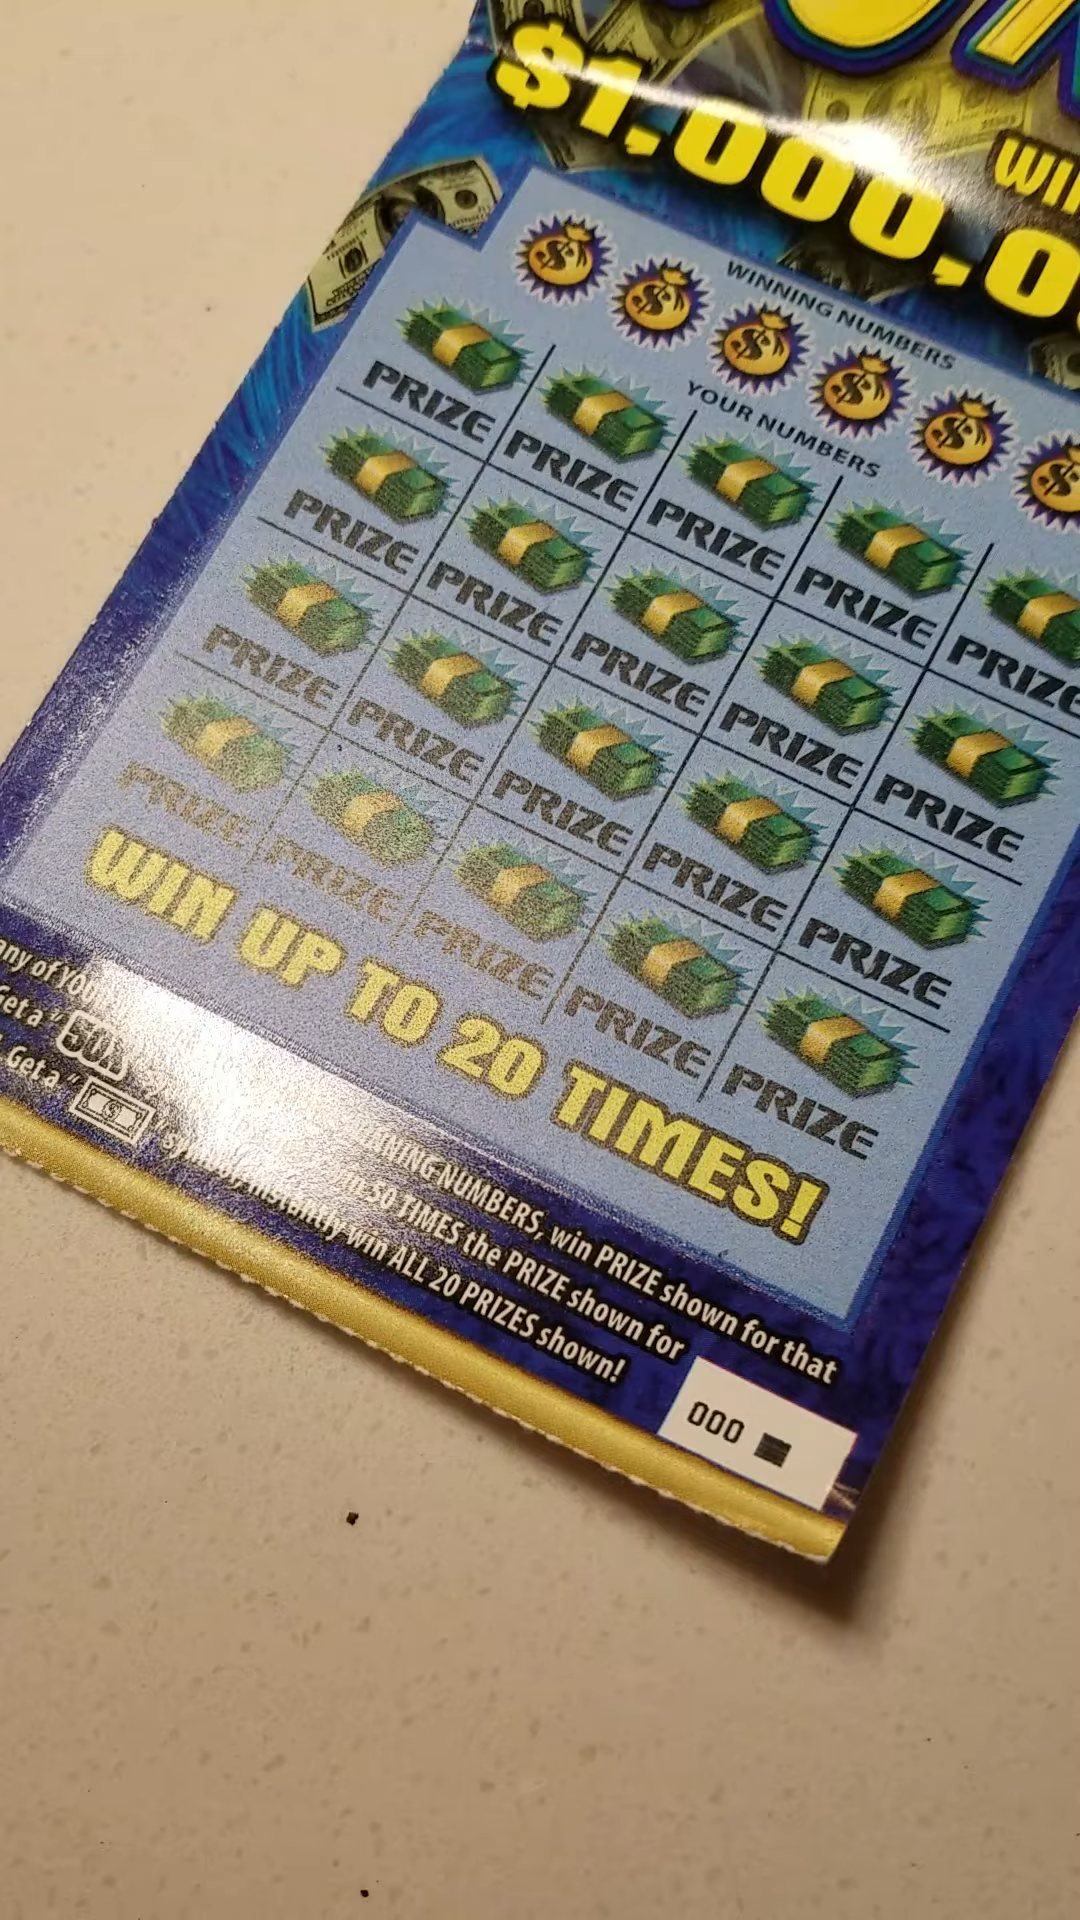 $1,000,0
WI
WINNING NUMBERS
YOUR NUMBERS
PRIZE PRIZE PRIZE PRIZE PRIZE
PRIZE PRIZE PRIZE PRIZE PRIZE
PRIZE PRIZE PRIZE PRIZE PRIZE
PRIZE PRIZE PRIZE PRIZE PRIZE
WIN UP TO 20 TIMES!
any of YOUR NUMBERS, win PRIZE shown for that
Get a "50X 50 TIMES the PRIZE shown for
Get a "$" symbol, instantly win ALL 20 PRIZES shown!
000